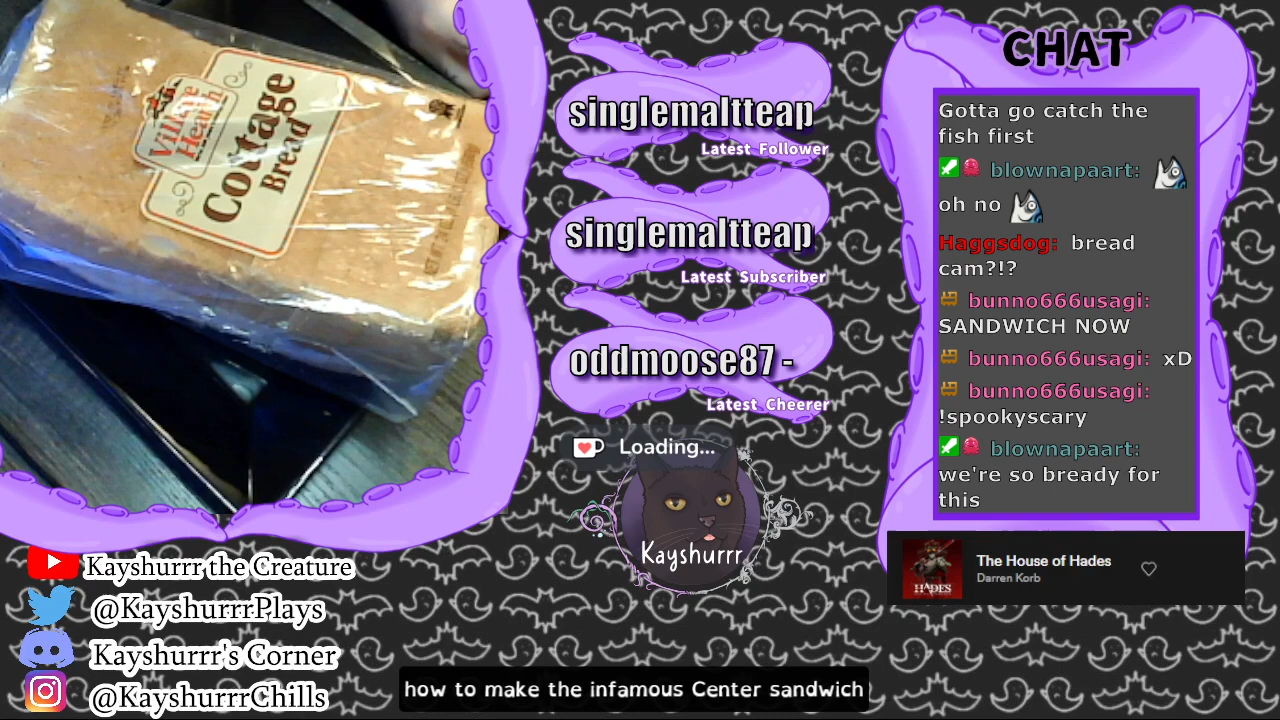 Village
Hearth
Cottage
Bread
singlemaltteap
Latest Follower
singlemaltteap
Latest Subscriber
oddmoose87 -
Latest Cheerer
Loading...
Kayshurrr
CHAT
Gotta go catch the
fish first
blownapaart:
oh no
Haggsdog: bread
cam?!?
bunno666usagi:
SANDWICH NOW
bunno666usagi: xD
bunno666usagi:
!spookyscary
blownapaart:
we're so bready for
this
HADES
The House of Hades
Darren Korb
Kayshurrr the Creature
@KayshurrrPlays
Kayshurrr's Corner
@KayshurrrChills
how to make the infamous Center sandwich